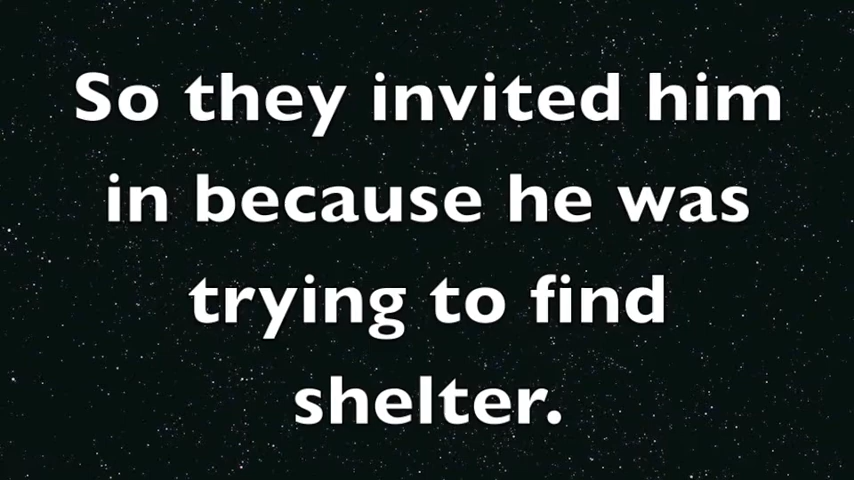 So they invited him
in because he was
trying to find
shelter.